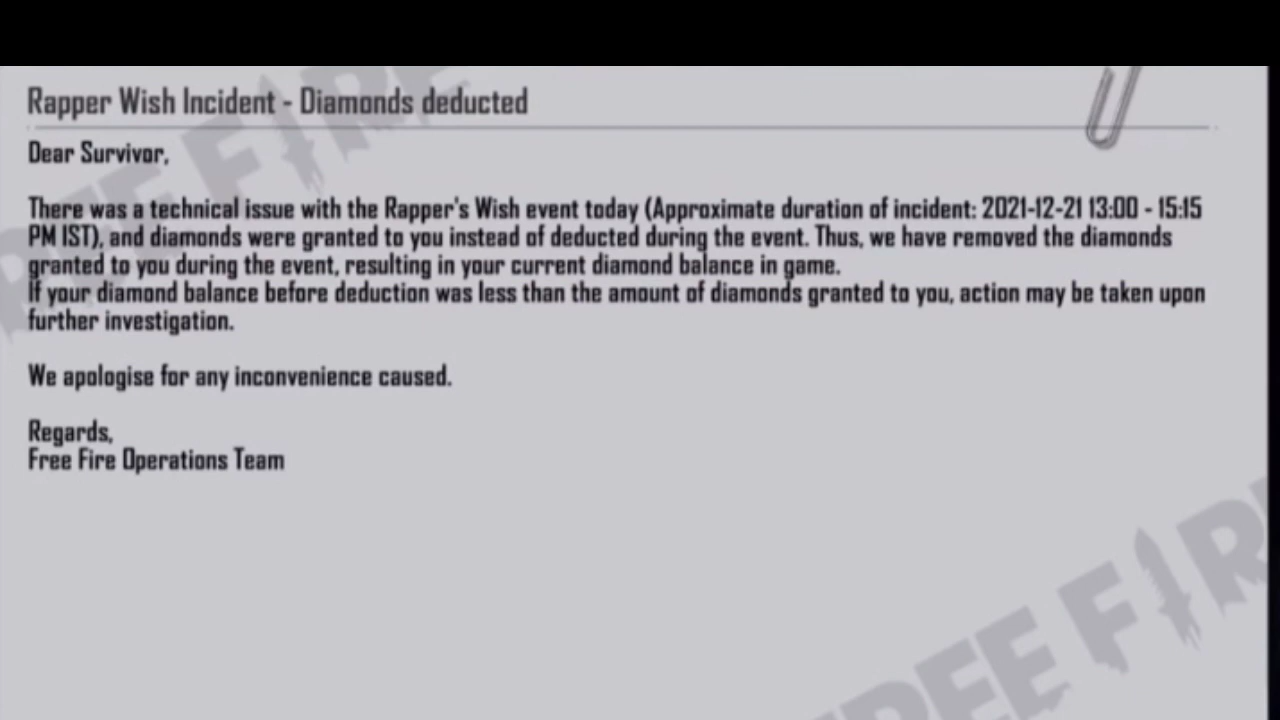 Rapper Wish Incident - Diamonds deducted
Dear Survivor,
There was a technical issue with the Rapper's Wish event today (Approximate duration of incident: 2021-12-21 13:00 - 15:15
PM IST), and diamonds were granted to you instead of deducted during the event. Thus, we have removed the diamonds
granted to you during the event, resulting in your current diamond balance in game.
If your diamond balance before deduction was less than the amount of diamonds granted to you, action may be taken upon
further investigation.
We apologise for any inconvenience caused.
Regards,
Free Fire Operations Team
REE FIRE
FREE FIR